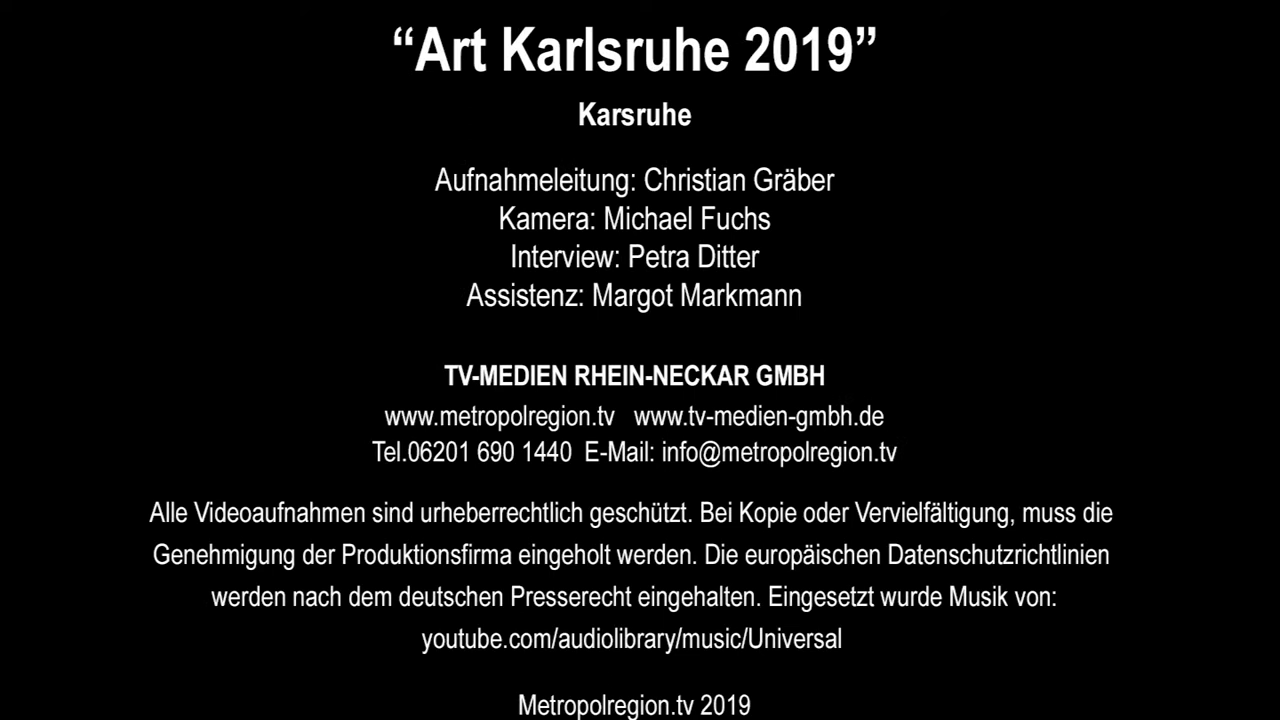 “Art Karlsruhe 2019”
Karsruhe
Aufnahmeleitung: Christian Gräber
Kamera: Michael Fuchs
Interview: Petra Ditter
Assistenz: Margot Markmann
TV-MEDIEN RHEIN-NECKAR GMBH
www.metropolregion.tv   www.tv-medien-gmbh.de
Tel.06201 690 1440  E-Mail: info@metropolregion.tv
Alle Videoaufnahmen sind urheberrechtlich geschützt. Bei Kopie oder Vervielfältigung, muss die
Genehmigung der Produktionsfirma eingeholt werden. Die europäischen Datenschutzrichtlinien
werden nach dem deutschen Presserecht eingehalten. Eingesetzt wurde Musik von:
youtube.com/audiolibrary/music/Universal
Metropolregion.tv 2019